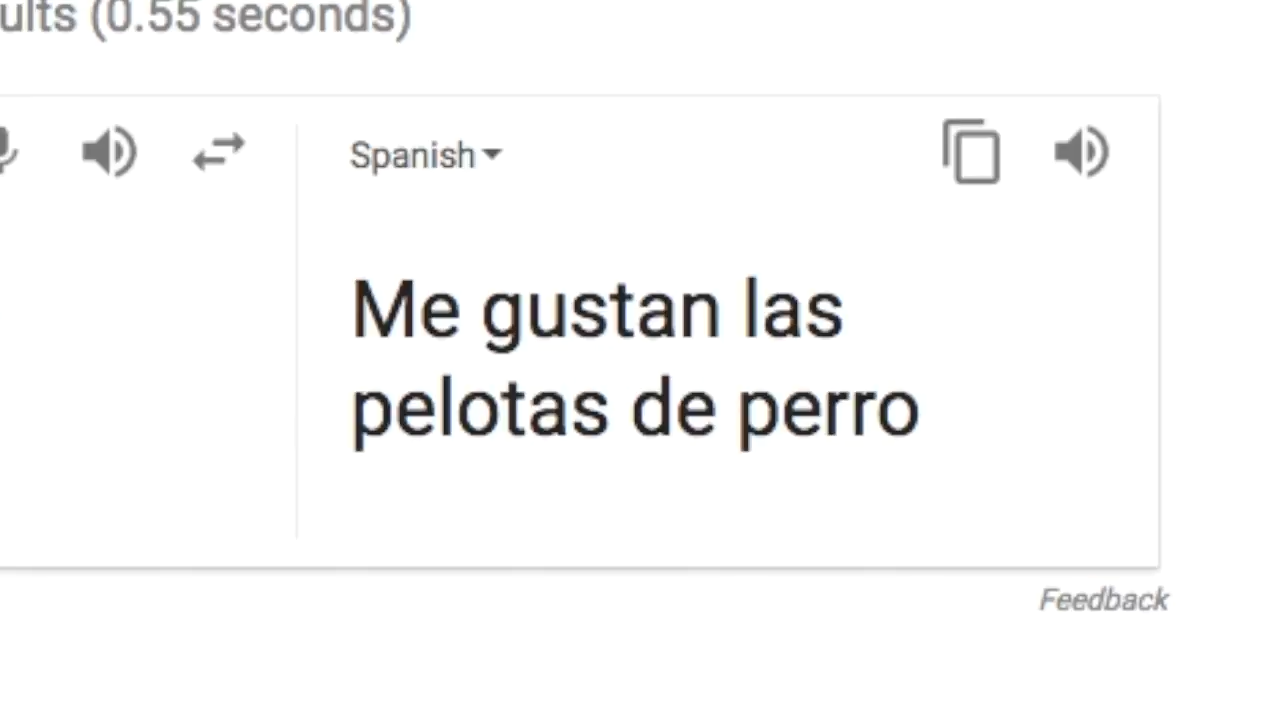 ults (0.55 seconds)
Spanish
Me gustan las
pelotas de perro
Feedback